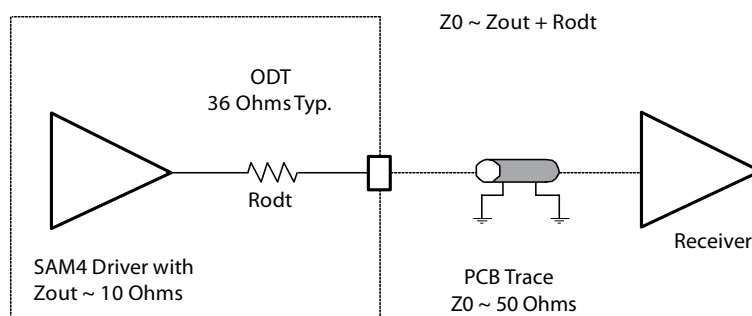 Z0 ~ Zout + Rodt
ODT
36 Ohms Typ.
Rodt
SAM4 Driver with
Zout ~ 10 Ohms
PCB Trace
Z0 ~ 50 Ohms
Receiver